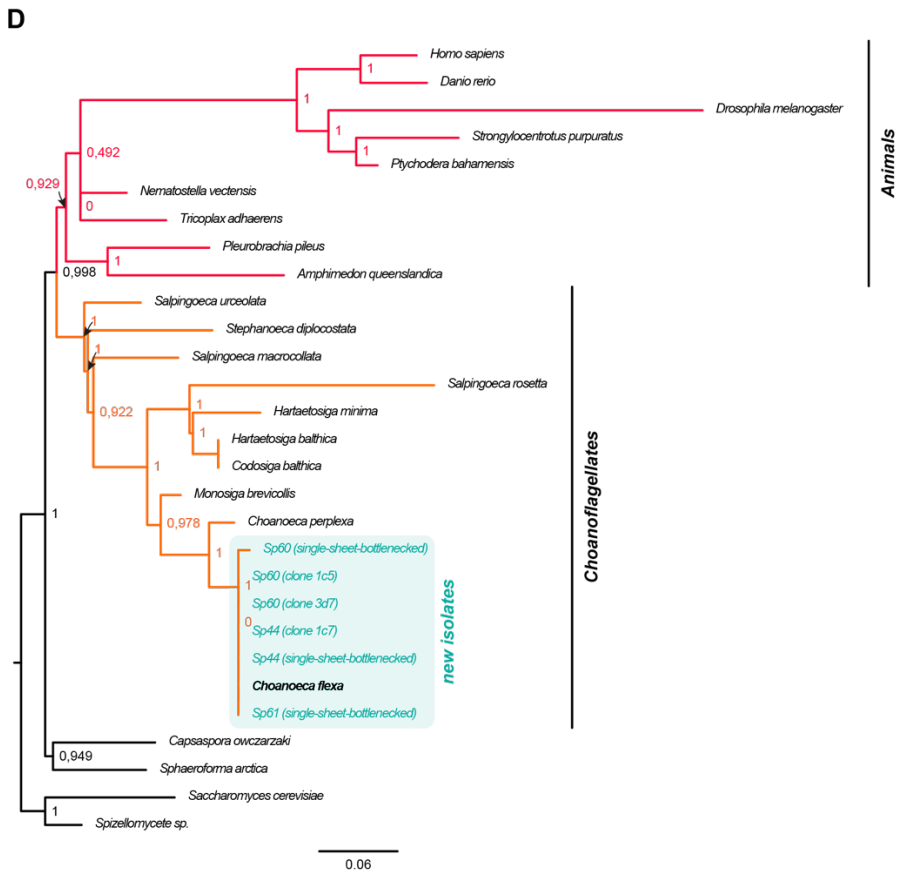 D
Homo sapiens
1
Danio rerio
1
Drosophila melanogaster
1
Strongylocentrotus purpuratus
1
Ptychodera bahamensis
0,492
0,929
Nematostella vectensis
0
Tricoplax adhaerens
Pleurobrachia pileus
1
Amphimedon queenslandica
0,998
Animals
Salpingoeca urceolata
1
Stephanoeca diplocostata
1
Salpingoeca macrocollata
Salpingoeca rosetta
1
0,922
Hartaetosiga minima
1
Hartaetosiga balthica
Codosiga balthica
1
Monosiga brevicollis
0,978
Choanoeca perplexa
1
1
Sp60 (single-sheet-bottlenecked)
Sp60 (clone 1c5)
1
Sp60 (clone 3d7)
0
Sp44 (clone 1c7)
Sp44 (single-sheet-bottlenecked)
Choanoeca flexa
Sp61 (single-sheet-bottlenecked)
new isolates
Choanoflagellates
Capsaspora owczarzaki
0,949
Sphaeroforma arctica
Saccharomyces cerevisiae
1
Spizellomycete sp.
0.06